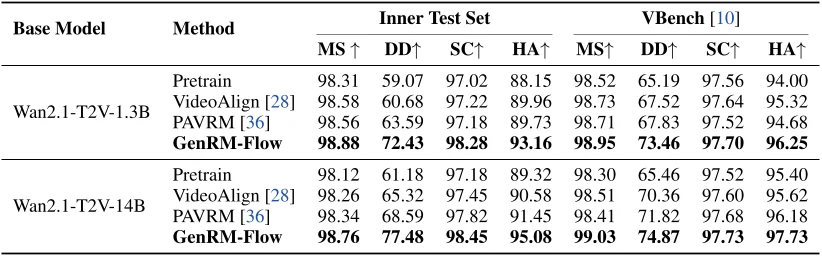 Base Model Method Inner Test Set VBench [10]
MS ↑ DD↑ SC↑ HA↑ MS↑ DD↑ SC↑ HA↑
Pretrain 98.31 59.07 97.02 88.15 98.52 65.19 97.56 94.00
Wan2.1-T2V-1.3B VideoAlign [28] 98.58 60.68 97.22 89.96 98.73 67.52 97.64 95.32
PAVRM [36] 98.56 63.59 97.18 89.73 98.71 67.83 97.52 94.68
GenRM-Flow 98.88 72.43 98.28 93.16 98.95 73.46 97.70 96.25
Pretrain 98.12 61.18 97.18 89.32 98.30 65.46 97.52 95.40
Wan2.1-T2V-14B VideoAlign [28] 98.26 65.32 97.45 90.58 98.51 70.36 97.60 95.62
PAVRM [36] 98.34 68.59 97.82 91.45 98.41 71.82 97.68 96.18
GenRM-Flow 98.76 77.48 98.45 95.08 99.03 74.87 97.73 97.73